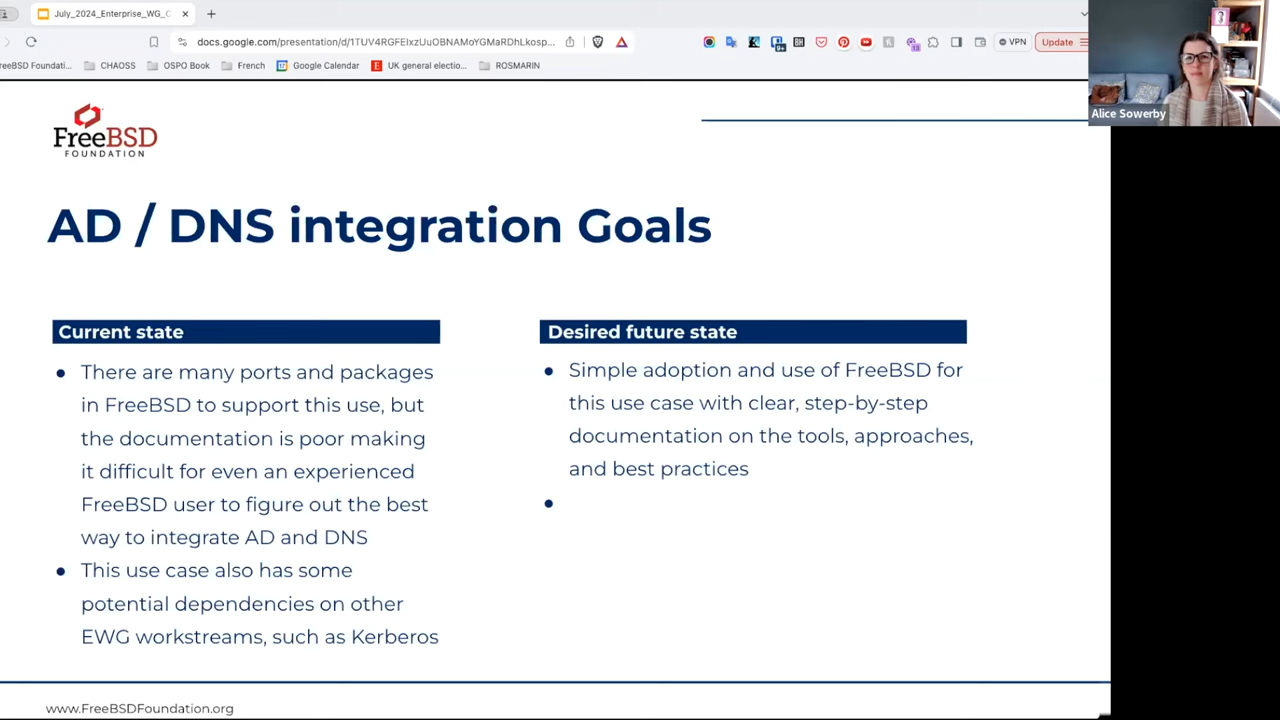 July_2024_Enterprise_WG_C
docs.google.com/presentation/d/1TUV4RGFEIxzUuOBNAMoYGMaRDhLkosp...
VPN
Update
eeBSD Foundati...
CHAOSS
OSPO Book
French
Google Calendar
UK general electio...
ROSMARIN
Alice Sowerby
FreeBSD
FOUNDATION
AD / DNS integration Goals
Current state
There are many ports and packages
in FreeBSD to support this use, but
the documentation is poor making
it difficult for even an experienced
FreeBSD user to figure out the best
way to integrate AD and DNS
This use case also has some
potential dependencies on other
EWG workstreams, such as Kerberos
Desired future state
Simple adoption and use of FreeBSD for
this use case with clear, step-by-step
documentation on the tools, approaches,
and best practices
www.FreeBSDFoundation.org